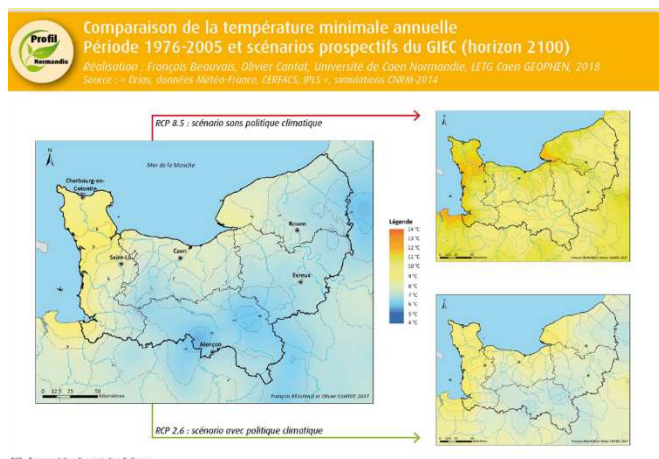 Profil
Normandie
Comparaison de la température minimale annuelle
Période 1976-2005 et scénarios prospectifs du GIEC (horizon 2100)
Réalisation : François Beauvais, Olivier Cantat, Université de Caen Normandie, LETG Caen GEOPHEN, 2018
Source : « Drias, données Météo-France, CERFACS, IPLS », simulations CNRM-2014
RCP 8.5 : scénario sans politique climatique
N
Mer de la Manche
Cherbourg-en-
Cotentin
Rouen
Caen
Saint-Lô
Evreux
Alençon
0 12,5 25 50
Kilomètres
François BEAUVAIS et Olivier CANTAT 2017
Légende
14 °C
13 °C
12 °C
11 °C
10 °C
9 °C
8 °C
7 °C
6 °C
5 °C
4 °C
N
N
RCP 2.6 : scénario avec politique climatique